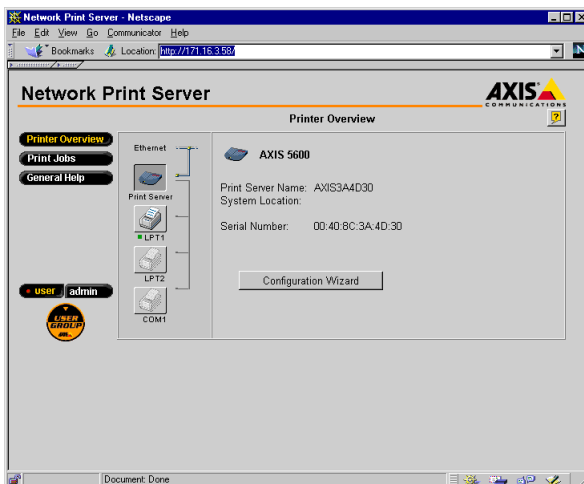 Network Print Server - Netscape
File Edit View Go Communicator Help
Bookmarks Location: http://171.16.3.58/
Network Print Server
AXIS
COMMUNICATIONS
Printer Overview
Printer Overview
Print Jobs
General Help
Ethernet
Print Server
LPT1
LPT2
COM1
AXIS 5600
Print Server Name: AXIS3A4D30
System Location:
Serial Number: 00:40:8C:3A:4D:30
Configuration Wizard
user admin
USER
GROUP
Document: Done